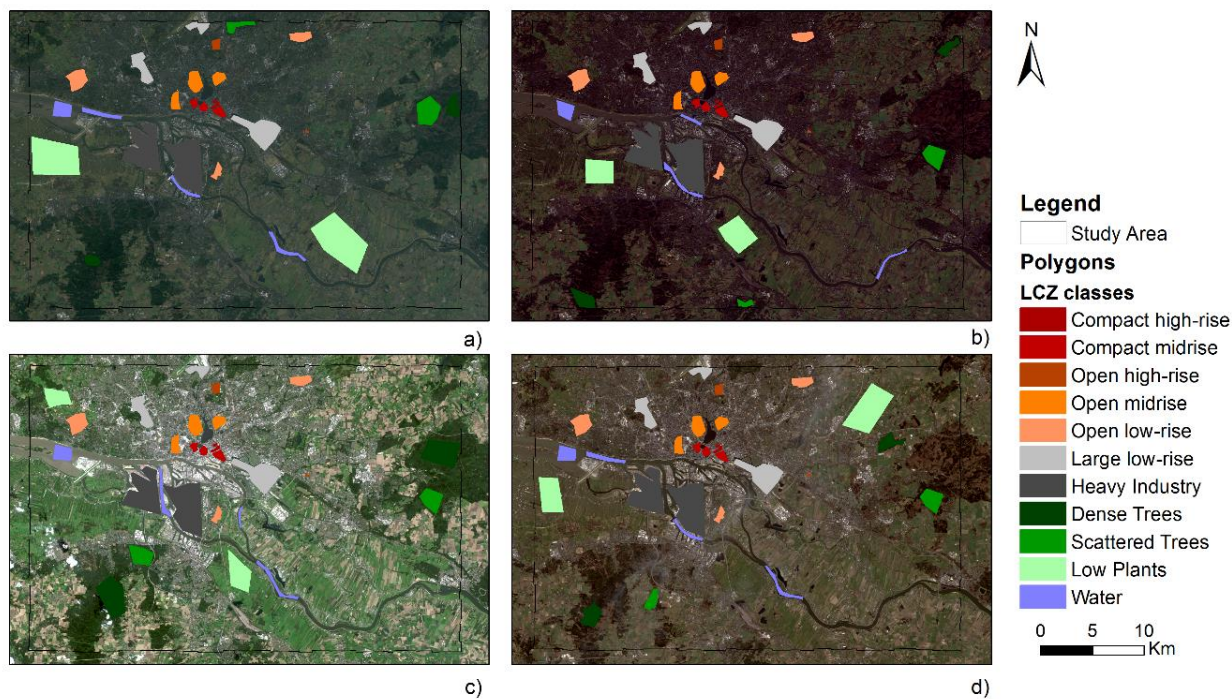 N
a)
b)
c)
d)
Legend
Study Area
Polygons
LCZ classes
Compact high-rise
Compact midrise
Open high-rise
Open midrise
Open low-rise
Large low-rise
Heavy Industry
Dense Trees
Scattered Trees
Low Plants
Water
0 5 10
Km